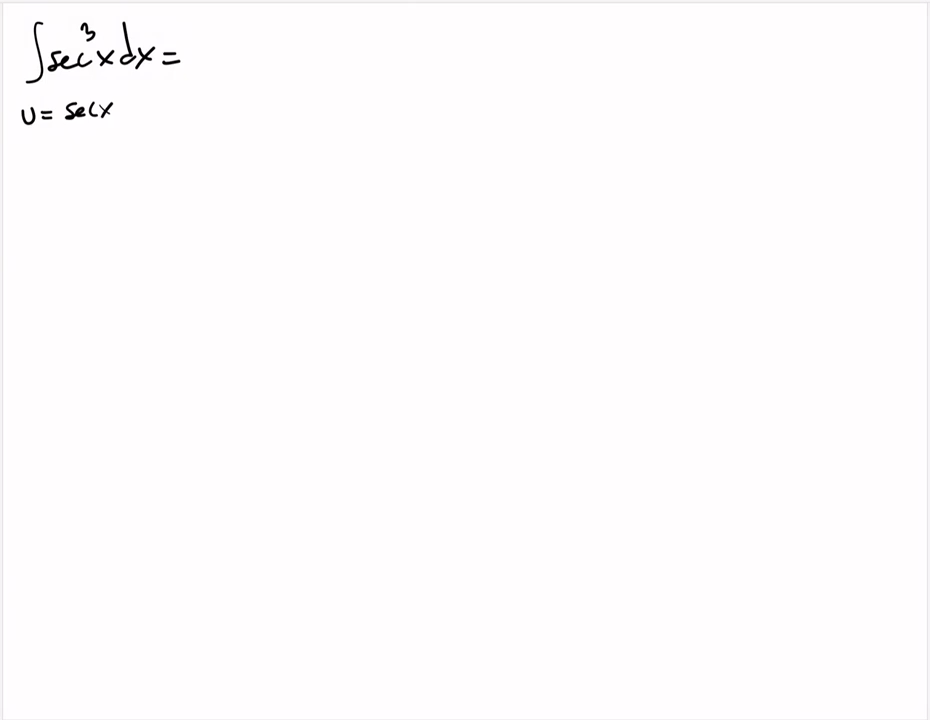 ∫sec³x dx =
u = secx